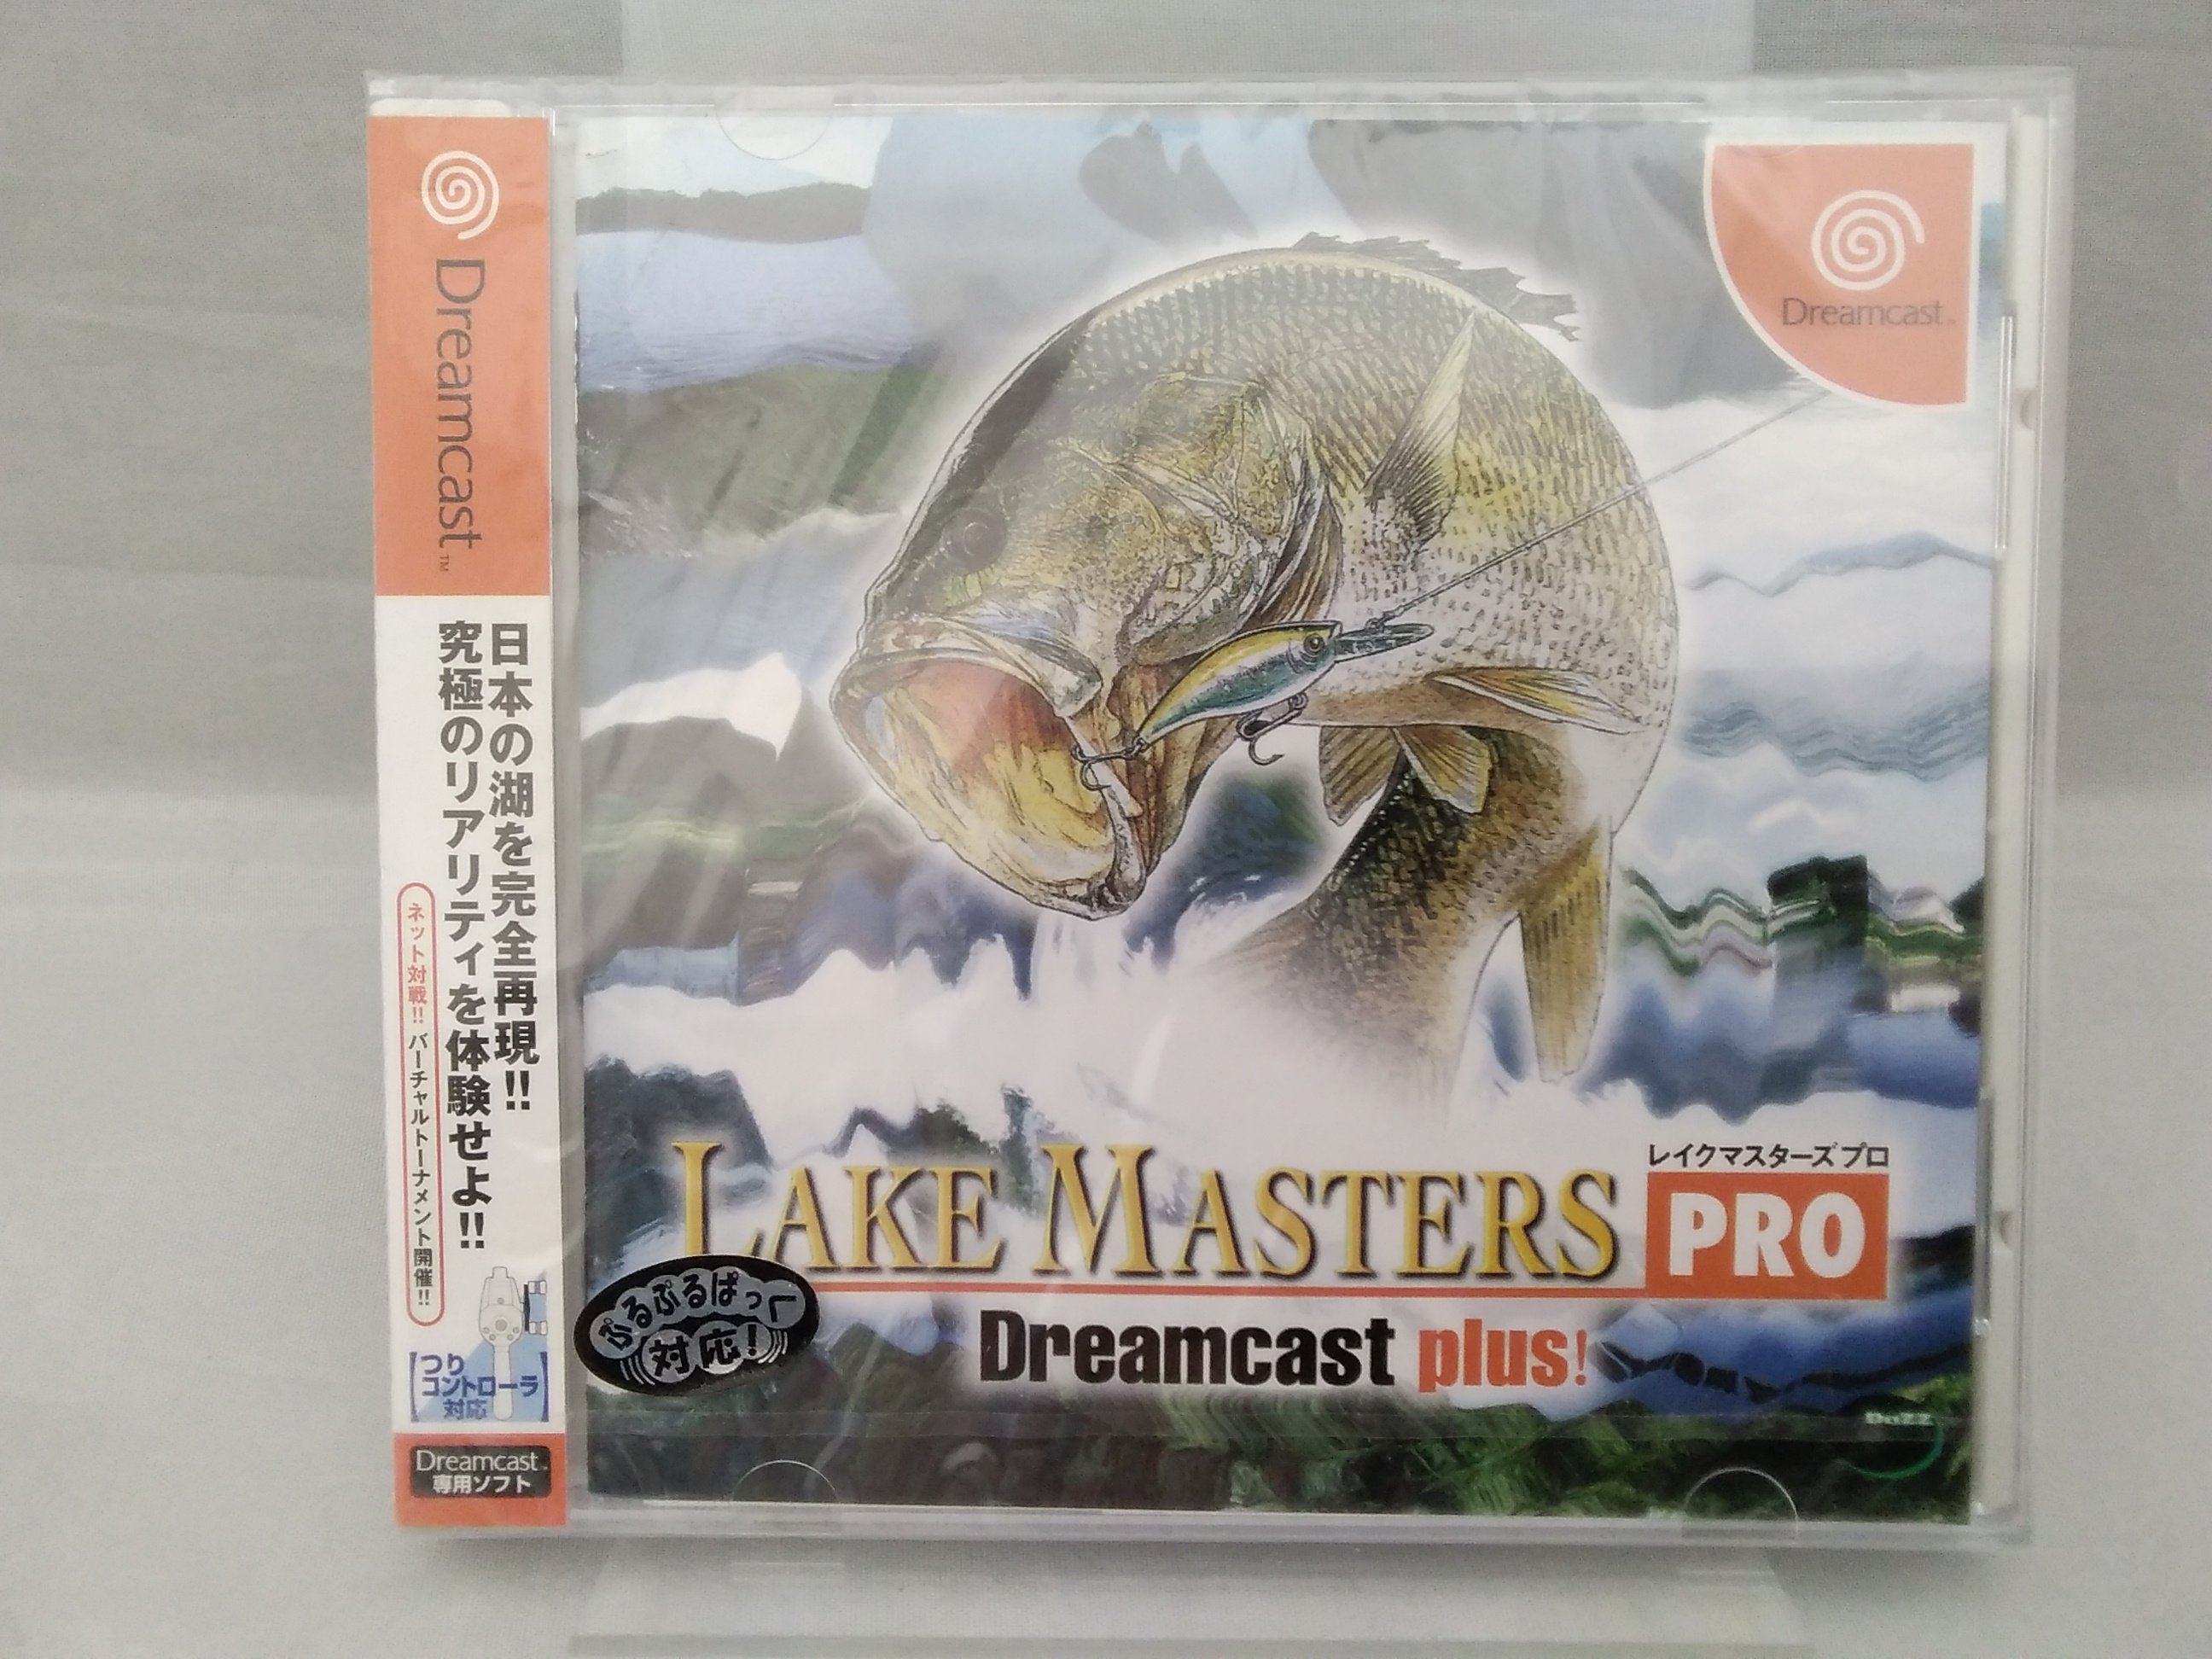 Dreamcast™
日本の湖を完全再現!!
究極のリアリティを体験せよ!!
ネット対戦!! バーチャルトーナメント開催!!
つり
コントローラ
対応
Dreamcast™
専用ソフト
Dreamcast™
レイクマスターズプロ
LAKE MASTERS PRO
Dreamcast plus!
ぷるぷるぱっく
対応!
DaZZ